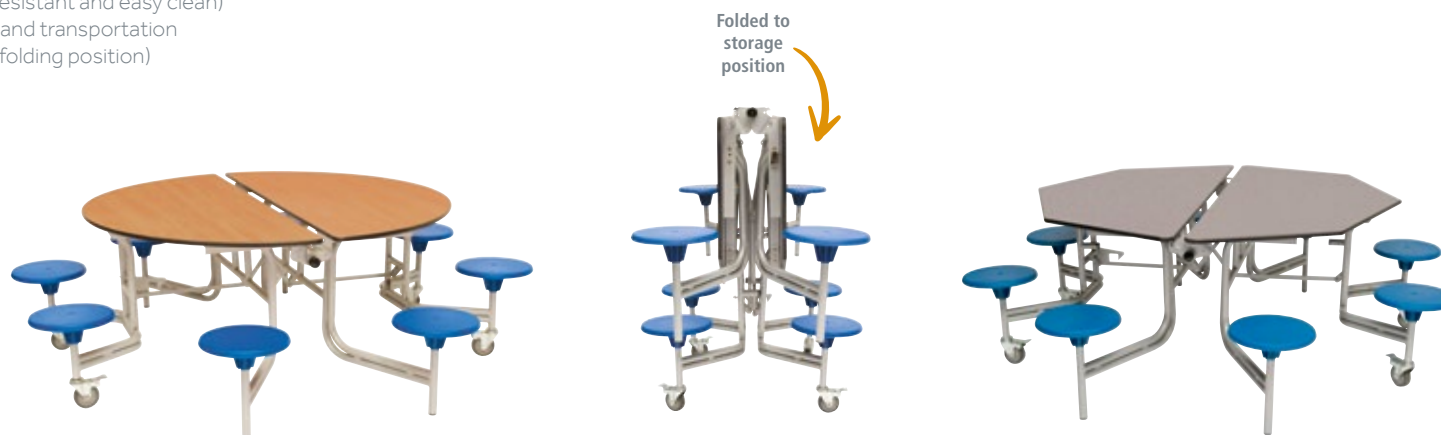 esistant and easy clean)
and transportation
folding position)
Folded to
storage
position